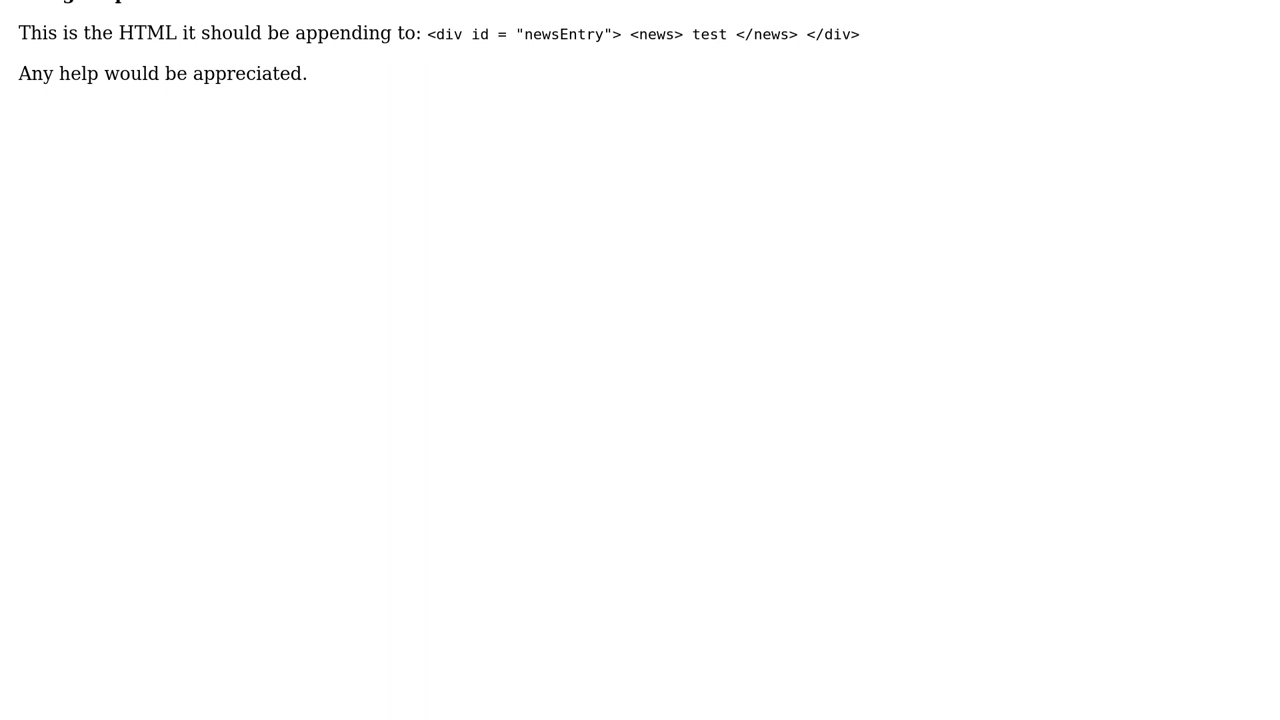 This is the HTML it should be appending to: <div id = "newsEntry"> <news> test </news> </div>
Any help would be appreciated.